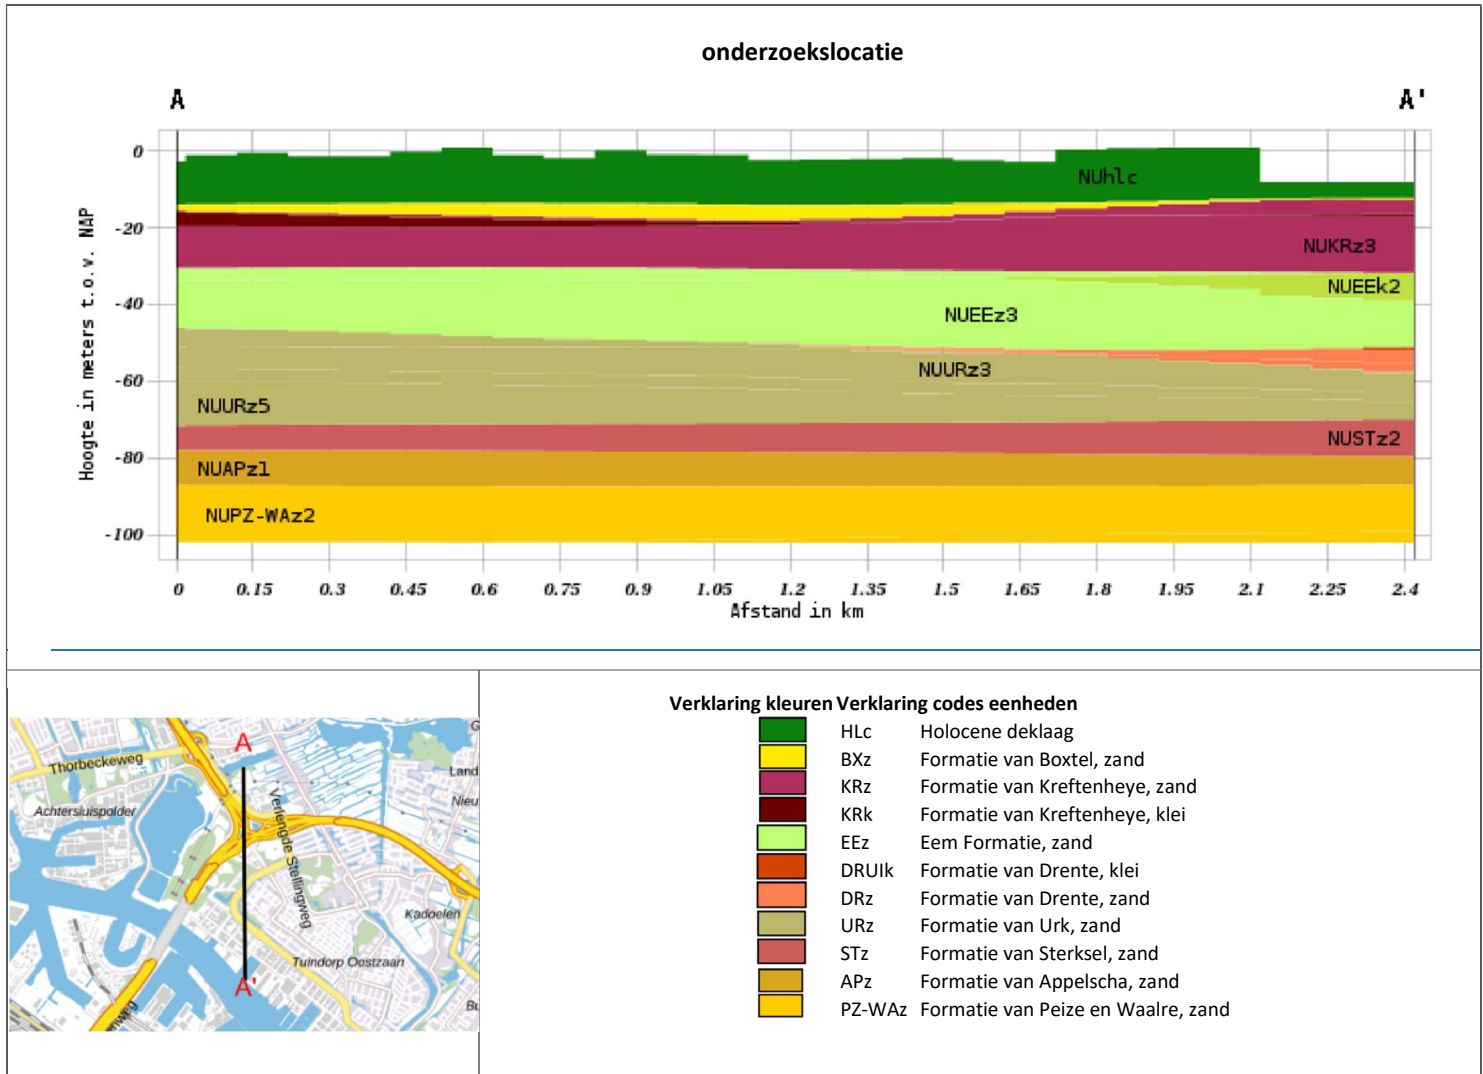 onderzoekslocatie
A A'
Hoogte in meters t.o.v. NAP
0
-20
-40
-60
-80
-100
NUhlc
NUKRz3
NUEEk2
NUEEz3
NUURz3
NUURz5
NUSTz2
NUAPz1
NUPZ-WAz2
0 0.15 0.3 0.45 0.6 0.75 0.9 1.05 1.2 1.35 1.5 1.65 1.8 1.95 2.1 2.25 2.4
Afstand in km
A
Thorbeckeweg
Achtersluispolder
Verlengde Stellingweg
Land
Nieu
Kadoelen
Tuindorp Oostzaan
A'
Bu
Verklaring kleuren Verklaring codes eenheden
HLc Holocene deklaag
BXz Formatie van Boxtel, zand
KRz Formatie van Kreftenheye, zand
KRk Formatie van Kreftenheye, klei
EEz Eem Formatie, zand
DRUIk Formatie van Drente, klei
DRz Formatie van Drente, zand
URz Formatie van Urk, zand
STz Formatie van Sterksel, zand
APz Formatie van Appelscha, zand
PZ-WAz Formatie van Peize en Waalre, zand